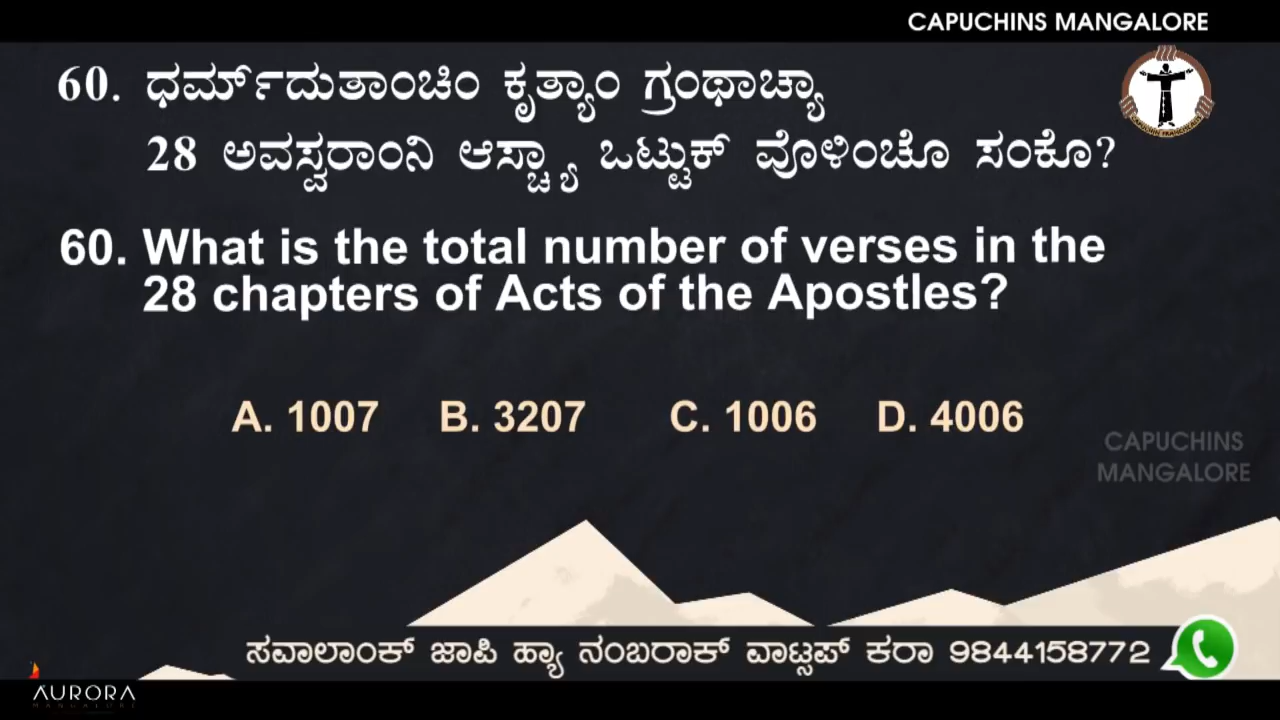 CAPUCHINS MANGALORE
60. ಧರ್ಮ್‌ದುತಾಂಚಿಂ ಕೃತ್ಯಾಂ ಗ್ರಂಥಾಚ್ಯಾ
28 ಅವಸ್ವರಾಂನಿ ಆಸ್ಚ್ಯಾ ಒಟ್ಟುಕ್ ವೊಳಿಂಚೊ ಸಂಕೊ?
60. What is the total number of verses in the
28 chapters of Acts of the Apostles?
A. 1007 B. 3207 C. 1006 D. 4006
CAPUCHINS
MANGALORE
ಸವಾಲಾಂಕ್ ಜಾಪಿ ಹ್ಯಾ ನಂಬರಾಕ್ ವಾಟ್ಸಪ್ ಕರಾ 9844158772
AURORA
MANGALORE